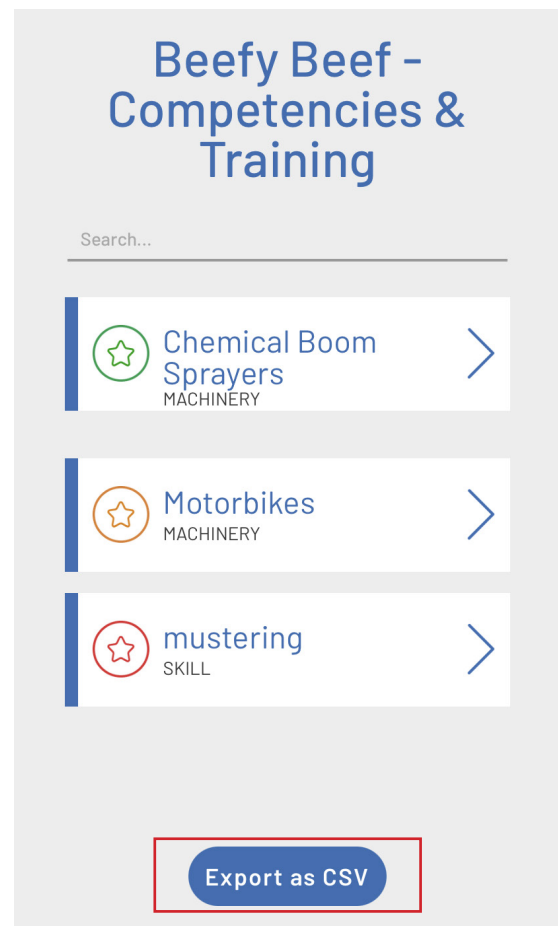 Beefy Beef -
Competencies &
Training
Search...
Chemical Boom
Sprayers
MACHINERY
Motorbikes
MACHINERY
mustering
SKILL
Export as CSV